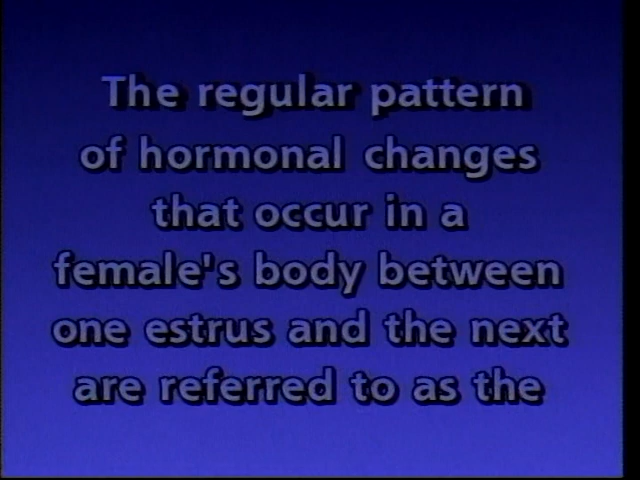 The regular pattern
of hormonal changes
that occur in a
female's body between
one estrus and the next
are referred to as the